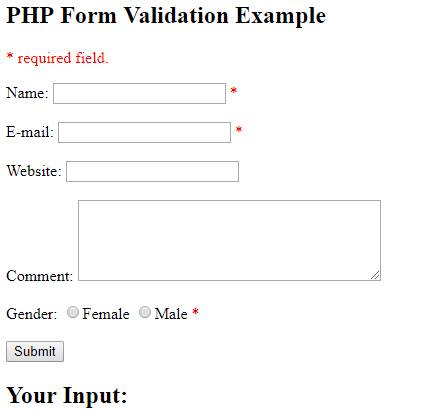 PHP Form Validation Example
* required field.
Name: *
E-mail: *
Website:
Comment:
Gender: Female Male *
Submit
Your Input: